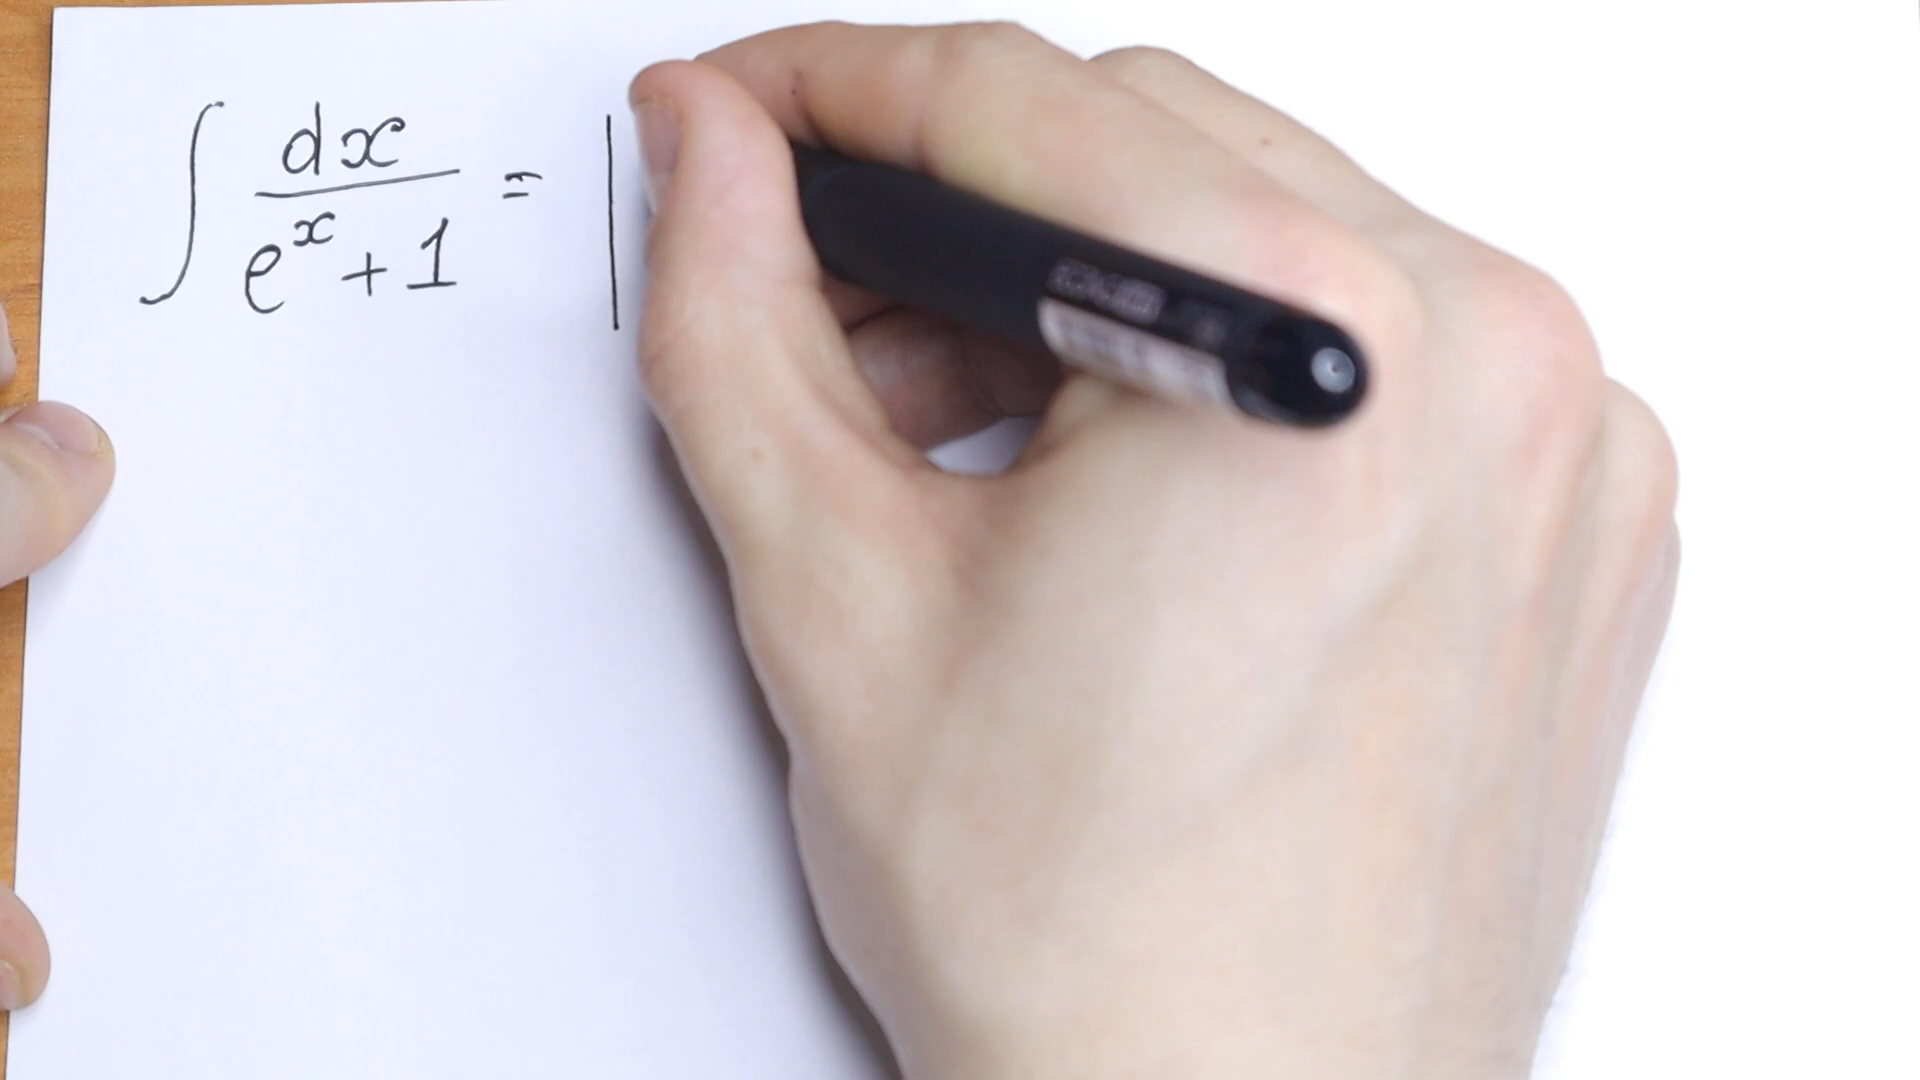 ∫ dx / (e^x + 1) = |